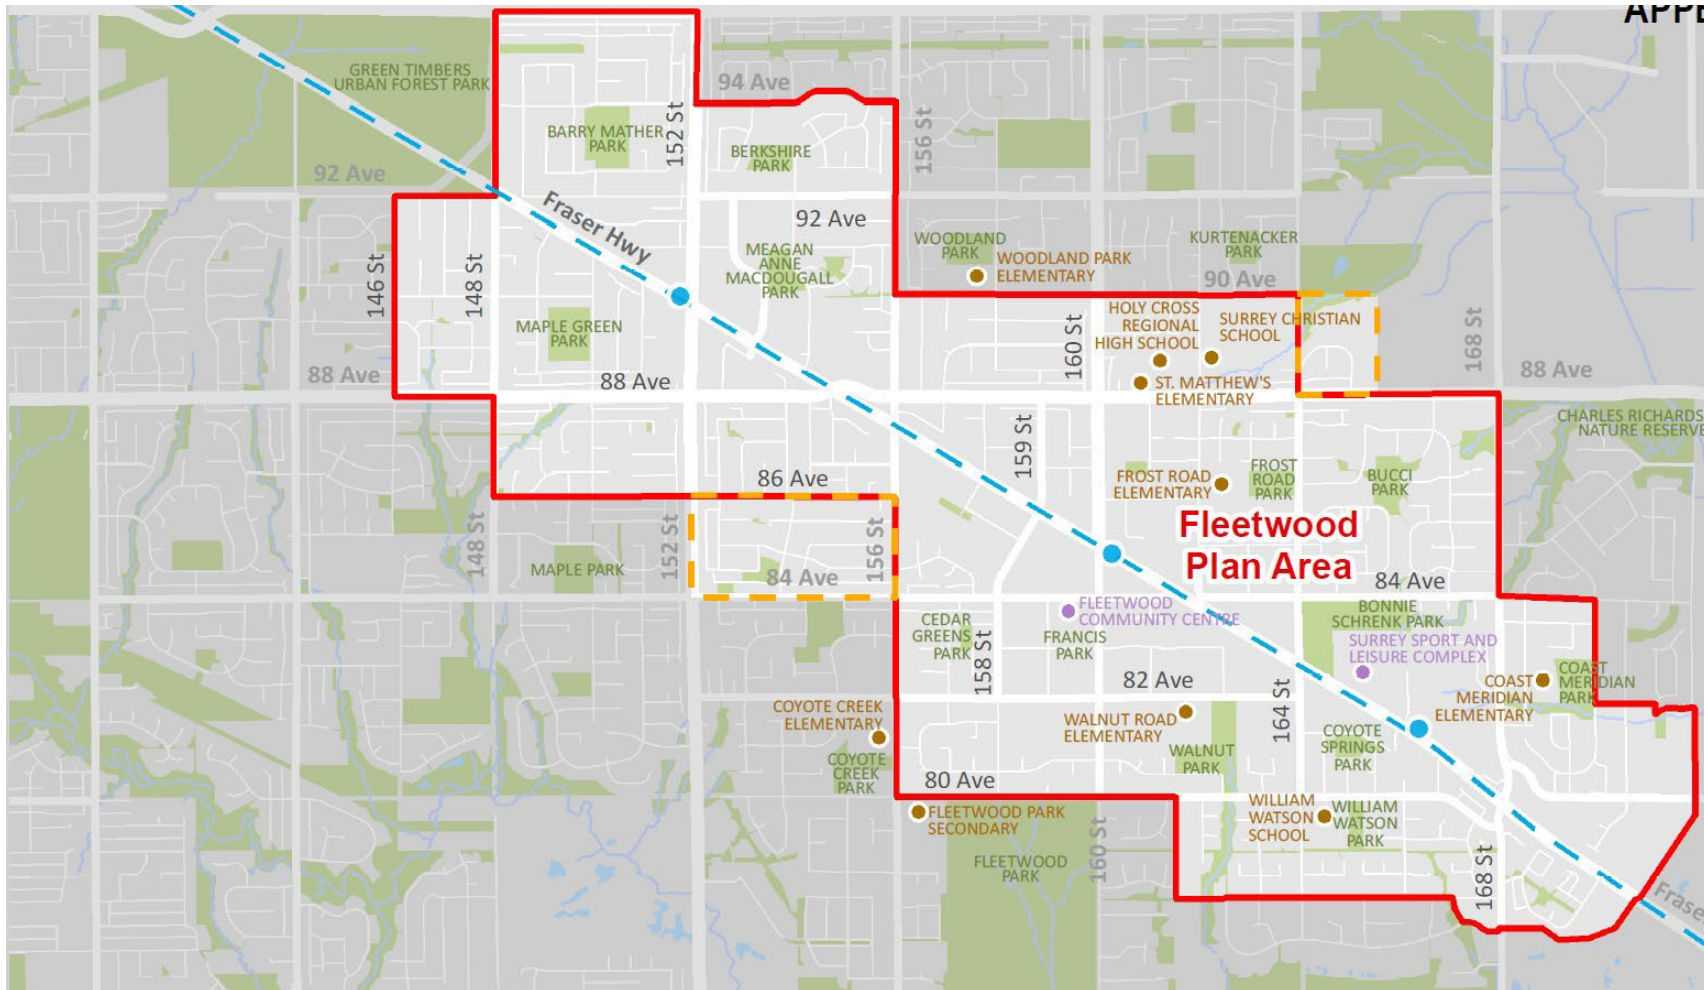 APPE
GREEN TIMBERS
URBAN FOREST PARK
94 Ave
BARRY MATHER
PARK
152 St
BERKSHIRE
PARK
156 St
92 Ave
Fraser Hwy
92 Ave
WOODLAND
PARK
WOODLAND PARK
ELEMENTARY
KURTENACKER
PARK
90 Ave
146 St
148 St
MEAGAN
ANNE
MACDOUGALL
PARK
MAPLE GREEN
PARK
160 St
HOLY CROSS
REGIONAL
HIGH SCHOOL
SURREY CHRISTIAN
SCHOOL
168 St
88 Ave
88 Ave
ST. MATTHEW'S
ELEMENTARY
88 Ave
CHARLES RICHARDS
NATURE RESERVE
159 St
86 Ave
FROST ROAD
ELEMENTARY
FROST
ROAD
PARK
BUCCI
PARK
Fleetwood
Plan Area
148 St
152 St
156 St
MAPLE PARK
84 Ave
84 Ave
CEDAR
GREENS
PARK
158 St
FLEETWOOD
COMMUNITY CENTRE
FRANCIS
PARK
BONNIE
SCHRENK PARK
SURREY SPORT AND
LEISURE COMPLEX
COAST
MERIDIAN
ELEMENTARY
COAST
MERIDIAN
PARK
82 Ave
164 St
COYOTE CREEK
ELEMENTARY
WALNUT ROAD
ELEMENTARY
COYOTE
CREEK
PARK
WALNUT
PARK
COYOTE
SPRINGS
PARK
80 Ave
FLEETWOOD PARK
SECONDARY
WILLIAM
WATSON
SCHOOL
WILLIAM
WATSON
PARK
FLEETWOOD
PARK
160 St
168 St
Fraser